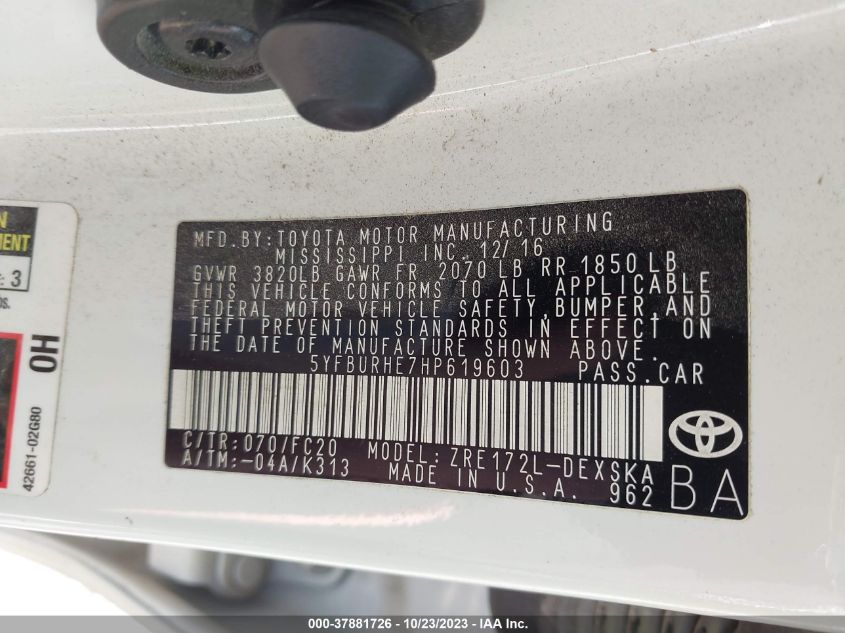 MFD.BY:TOYOTA MOTOR MANUFACTURING
MISSISSIPPI INC. 12/16
GVWR 3820LB GAWR FR 2070 LB RR 1850 LB
THIS VEHICLE CONFORMS TO ALL APPLICABLE
FEDERAL MOTOR VEHICLE SAFETY,BUMPER,AND
THEFT PREVENTION STANDARDS IN EFFECT ON
THE DATE OF MANUFACTURE SHOWN ABOVE.
5YFBURHE7HP619603 PASS.CAR
C/TR:070/FC20 MODEL:ZRE172L-DEXSKA
A/TM:-04A/K313 MADE IN U.S.A. 962
BA
3
OH
42661-02G80
000-37881726 - 10/23/2023 - IAA Inc.